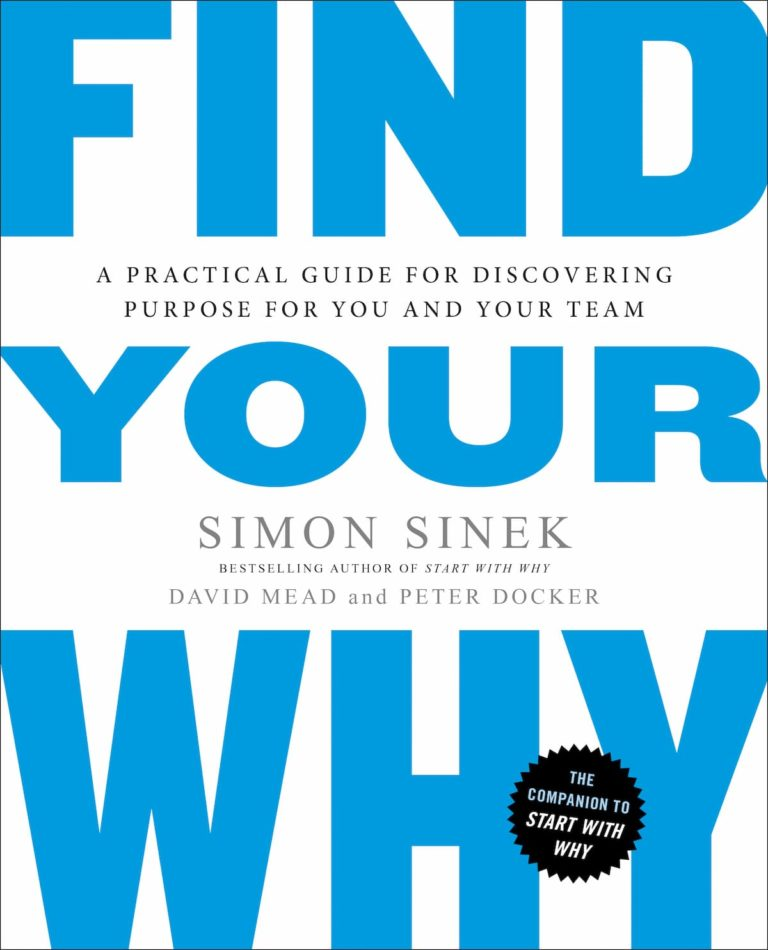 FIND
A PRACTICAL GUIDE FOR DISCOVERING
PURPOSE FOR YOU AND YOUR TEAM
YOUR
SIMON SINEK
BESTSELLING AUTHOR OF START WITH WHY
DAVID MEAD and PETER DOCKER
WHY
THE
COMPANION TO
START WITH
WHY